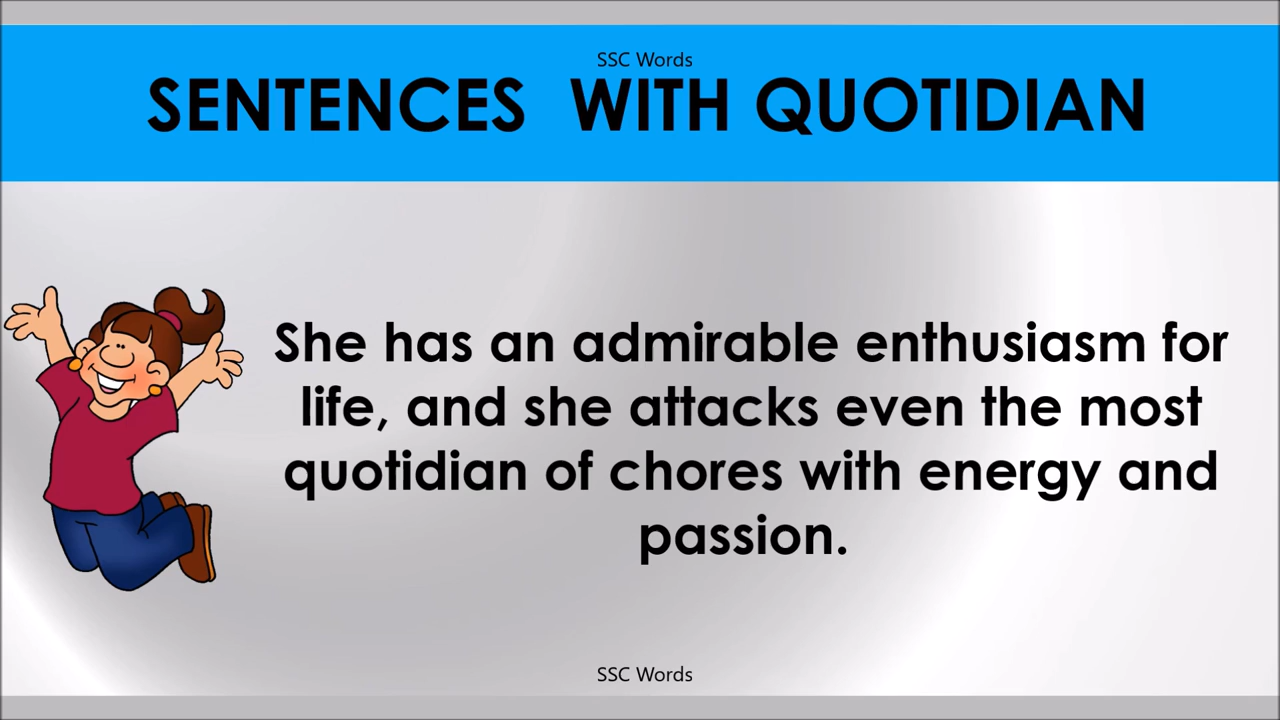 SSC Words
SENTENCES WITH QUOTIDIAN
She has an admirable enthusiasm for
life, and she attacks even the most
quotidian of chores with energy and
passion.
SSC Words